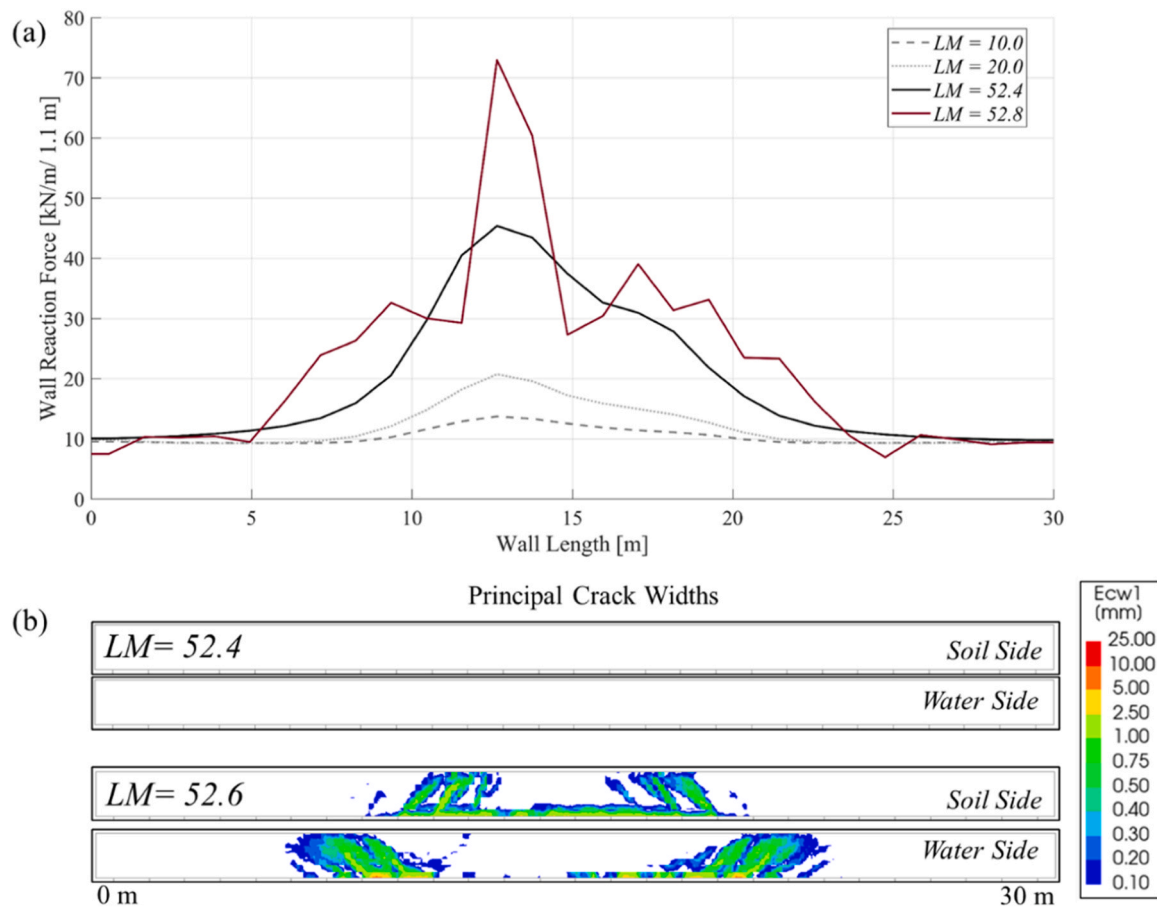 (a)
80
70
60
50
40
30
20
10
0
Wall Reaction Force [kN/m/ 1.1 m]
LM = 10.0
LM = 20.0
LM = 52.4
LM = 52.8
0 5 10 15 20 25 30
Wall Length [m]
Principal Crack Widths
(b)
LM= 52.4
Soil Side
Water Side
LM= 52.6
Soil Side
Water Side
0 m
30 m
Ecw1
(mm)
25.00
10.00
5.00
2.50
1.00
0.75
0.50
0.40
0.30
0.20
0.10